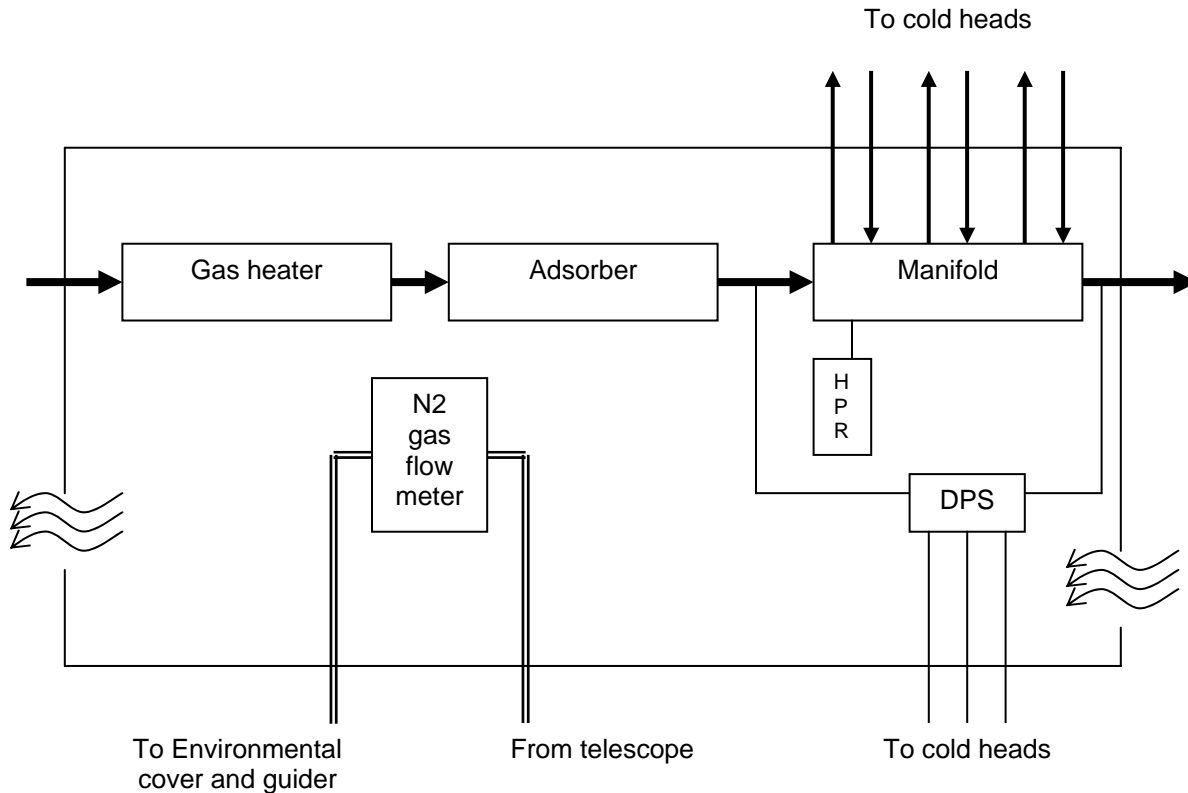 To cold heads
Gas heater
Adsorber
Manifold
H
P
R
N2
gas
flow
meter
DPS
To Environmental
cover and guider
From telescope
To cold heads